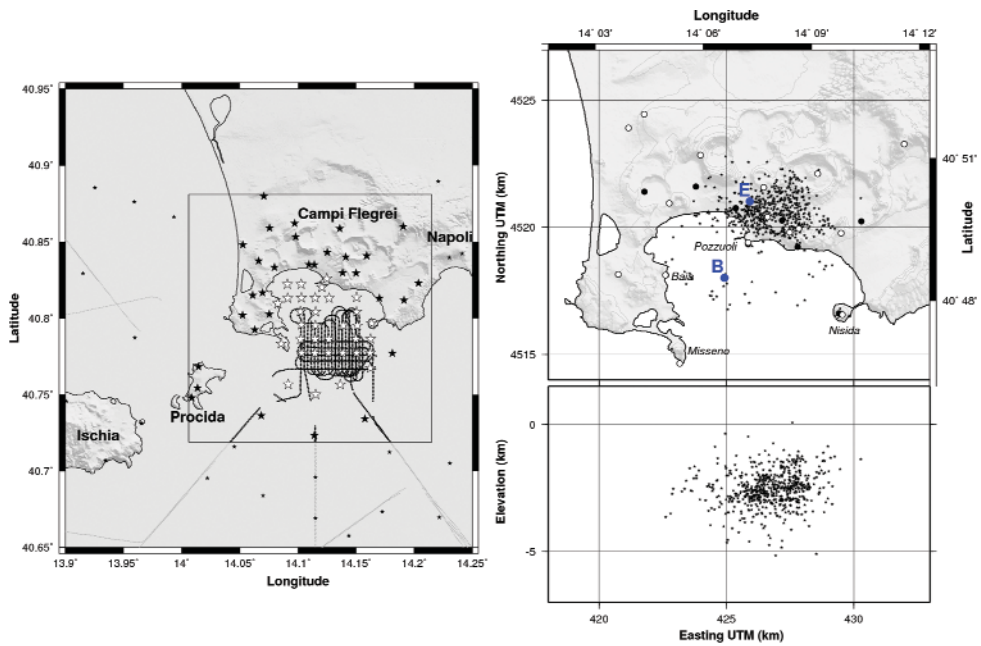 Longitude
14° 03' 14° 06' 14° 09' 14° 12'
40.95°
40.9°
40.85°
40.8°
40.75°
40.7°
40.65°
Latitude
Campi Flegrei
Napoli
Procida
Ischia
13.9° 13.95° 14° 14.05° 14.1° 14.15° 14.2° 14.25°
Longitude
4525
4520
4515
Northing UTM (km)
E
Pozzuoli
B
Baia
Nisida
Misseno
40° 51'
40° 48'
Latitude
0
-5
Elevation (km)
420 425 430
Easting UTM (km)